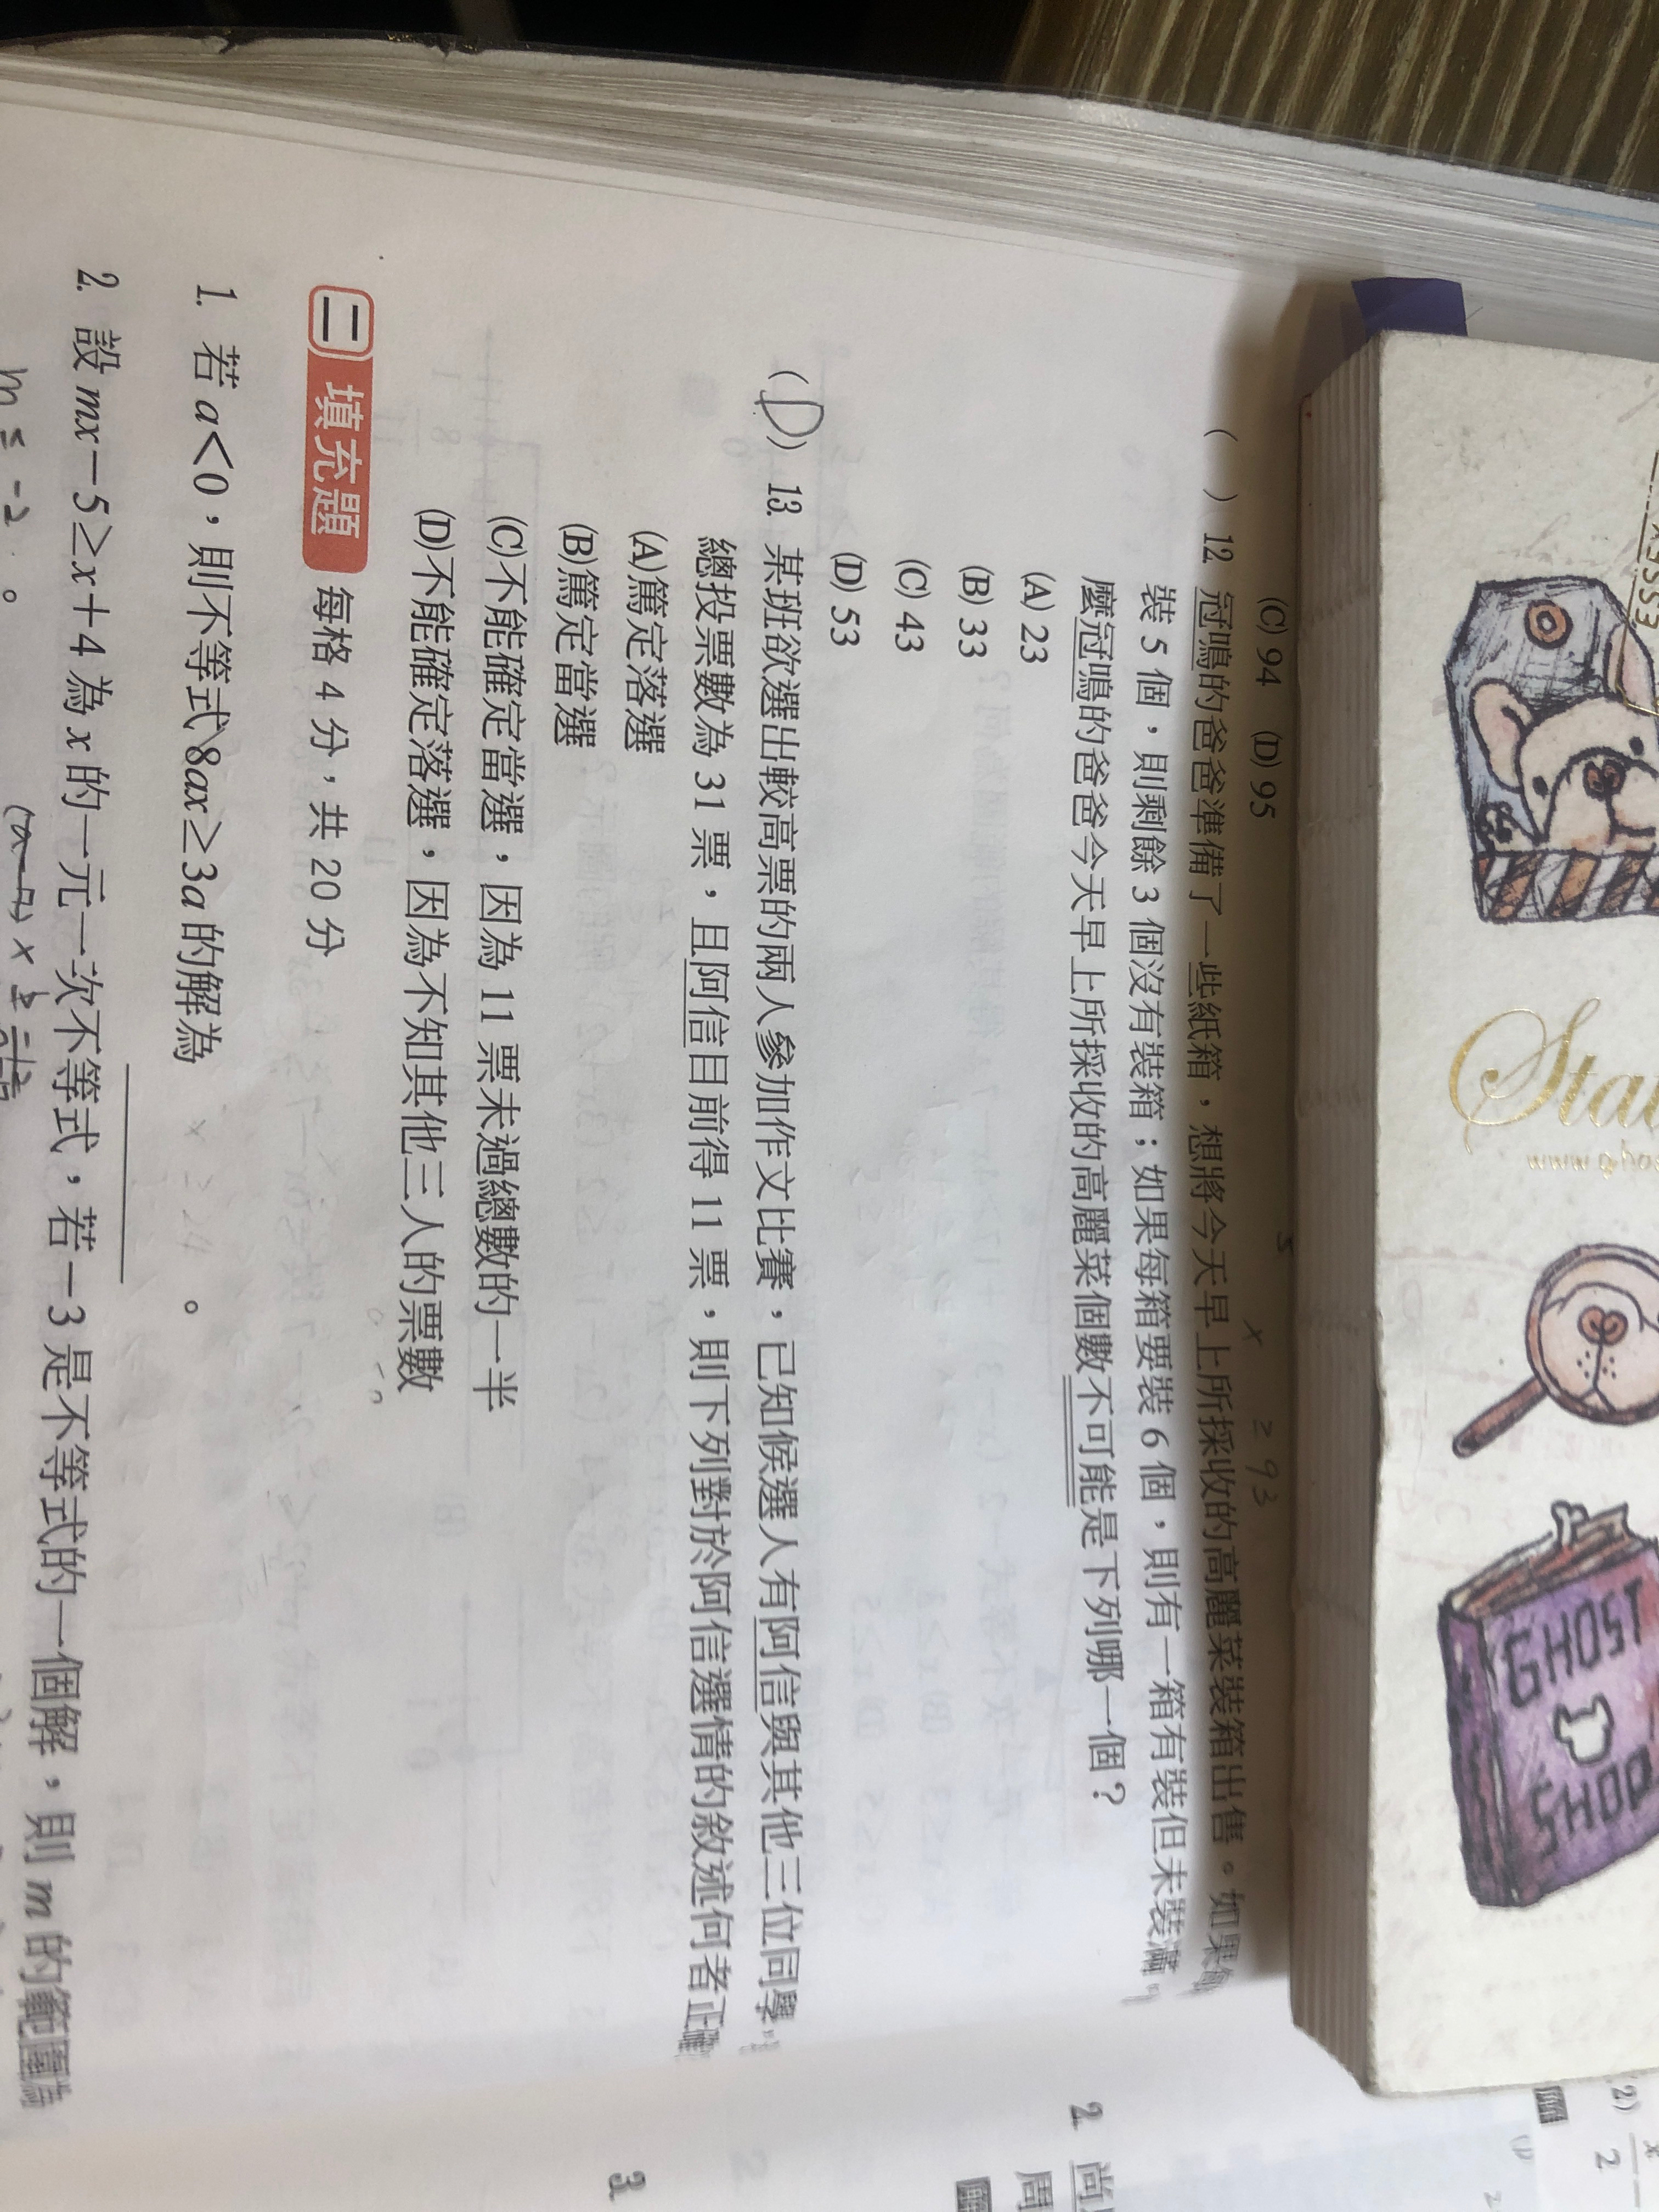 (C) 94 (D) 95
x ≥ 93
( ) 12. 冠鳴的爸爸準備了一些紙箱，想將今天早上所採收的高麗菜裝箱出售。如果每
裝 5 個，則剩餘 3 個沒有裝箱；如果每箱要裝 6 個，則有一箱有裝但未裝滿，
麼冠鳴的爸爸今天早上所採收的高麗菜個數不可能是下列哪一個？
(A) 23
(B) 33
(C) 43
(D) 53
(D) 13. 某班欲選出較高票的兩人參加作文比賽，已知候選人有阿信與其他三位同學，
總投票數為 31 票，且阿信目前得 11 票，則下列對於阿信選情的敘述何者正確
(A)篤定落選
(B)篤定當選
(C)不能確定當選，因為 11 票未過總數的一半
(D)不能確定落選，因為不知其他三人的票數
二 填充題 每格 4 分，共 20 分
1. 若 a<0，則不等式 8ax≥3a 的解為 。
2. 設 mx−5≥x+4 為 x 的一元一次不等式，若 −3 是不等式的一個解，則 m 的範圍為
m ≤ -2 。
Stat
GHOST
2. 尚
周
3.